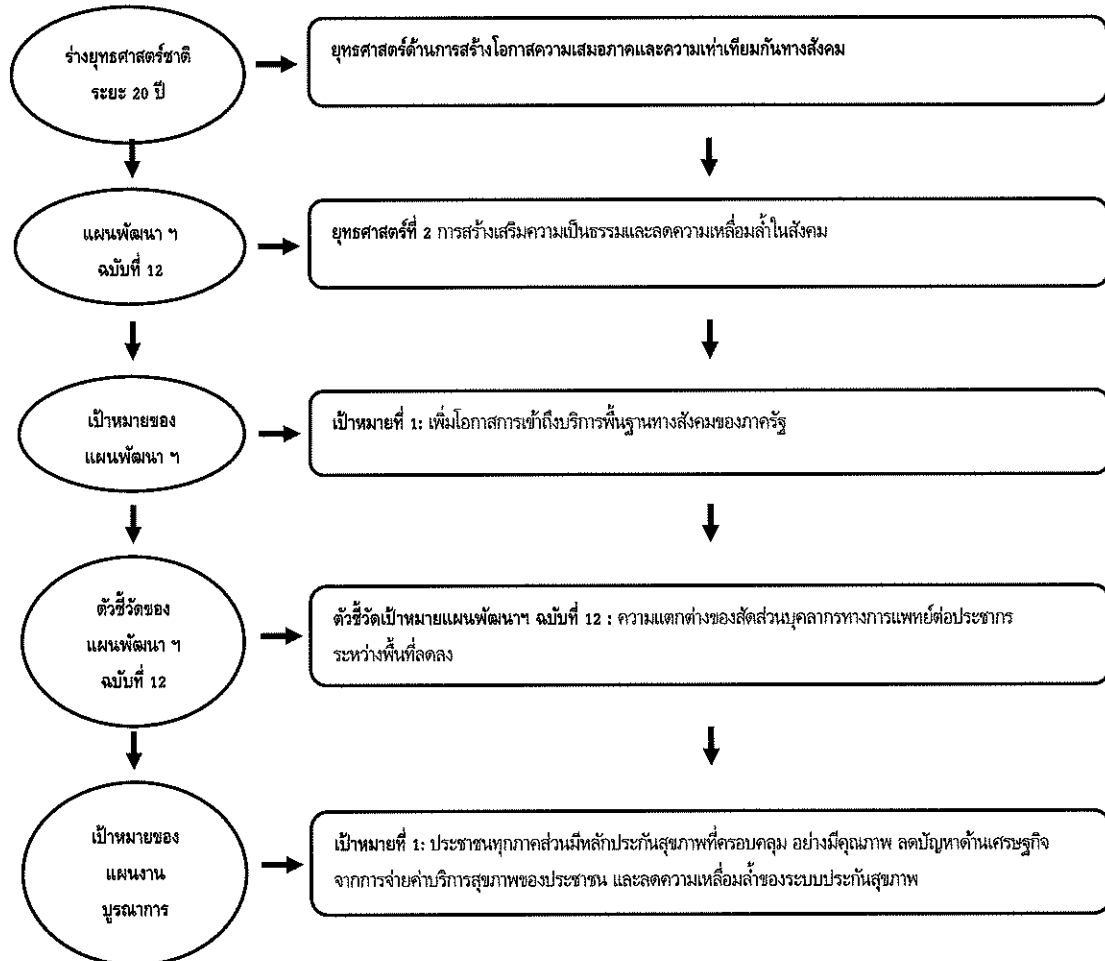 ร่างยุทธศาสตร์ชาติ
ระยะ 20 ปี
ยุทธศาสตร์ด้านการสร้างโอกาสความเสมอภาคและความเท่าเทียมกันทางสังคม
แผนพัฒนา ฯ
ฉบับที่ 12
ยุทธศาสตร์ที่ 2 การสร้างเสริมความเป็นธรรมและลดความเหลื่อมล้ำในสังคม
เป้าหมายของ
แผนพัฒนา ฯ
เป้าหมายที่ 1: เพิ่มโอกาสการเข้าถึงบริการพื้นฐานทางสังคมของภาครัฐ
ตัวชี้วัดของ
แผนพัฒนา ฯ
ฉบับที่ 12
ตัวชี้วัดเป้าหมายแผนพัฒนาฯ ฉบับที่ 12 : ความแตกต่างของสัดส่วนบุคลากรทางการแพทย์ต่อประชากร
ระหว่างพื้นที่ลดลง
เป้าหมายของ
แผนงาน
บูรณาการ
เป้าหมายที่ 1: ประชาชนทุกภาคส่วนมีหลักประกันสุขภาพที่ครอบคลุม อย่างมีคุณภาพ ลดปัญหาด้านเศรษฐกิจ
จากการจ่ายค่าบริการสุขภาพของประชาชน และลดความเหลื่อมล้ำของระบบประกันสุขภาพ